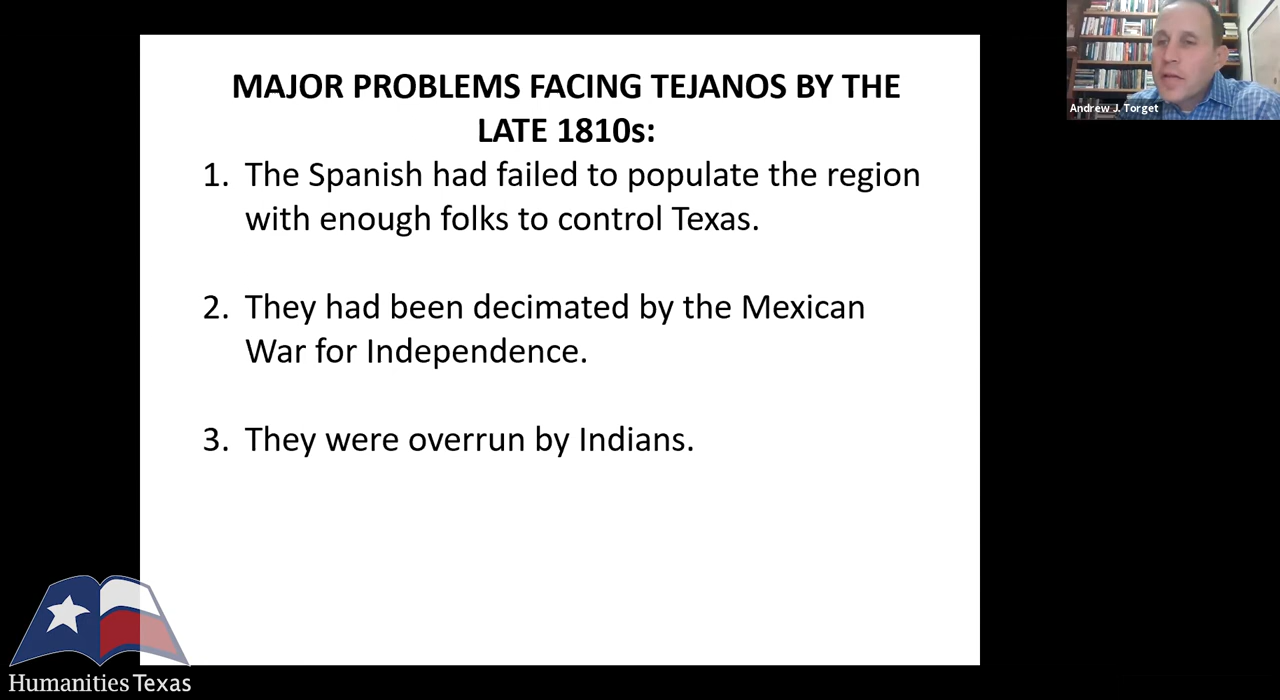 MAJOR PROBLEMS FACING TEJANOS BY THE
LATE 1810s:
1. The Spanish had failed to populate the region
with enough folks to control Texas.
2. They had been decimated by the Mexican
War for Independence.
3. They were overrun by Indians.
Andrew J. Torget
Humanities Texas